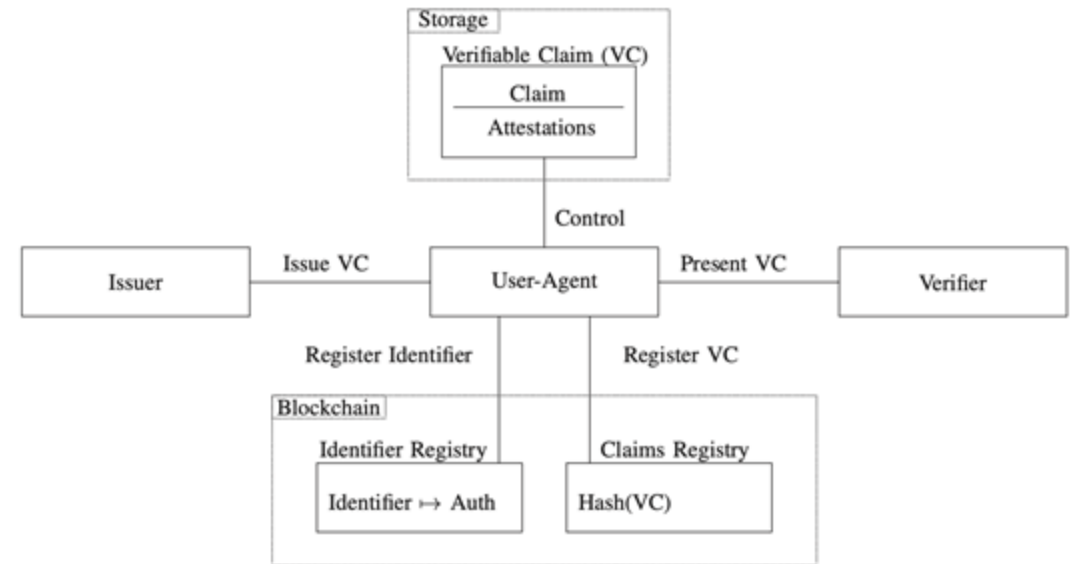 Storage
Verifiable Claim (VC)
Claim
Attestations
Control
Issuer
Issue VC
User-Agent
Present VC
Verifier
Register Identifier
Register VC
Blockchain
Identifier Registry
Claims Registry
Identifier ↦ Auth
Hash(VC)